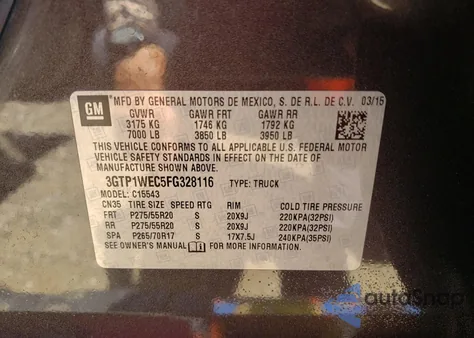 GM
MFD BY GENERAL MOTORS DE MEXICO, S. DE R.L. DE C.V. 03/15
GVWR GAWR FRT GAWR RR
3175 KG 1746 KG 1792 KG
7000 LB 3850 LB 3950 LB
THIS VEHICLE CONFORMS TO ALL APPLICABLE U.S. FEDERAL MOTOR
VEHICLE SAFETY AND THEFT PREVENTION STANDARDS IN EFFECT ON THE DATE OF
MANUFACTURE SHOWN ABOVE.
3GTP1WEC5FG328116 TYPE: TRUCK
MODEL: C15543
CN35 TIRE SIZE SPEED RTG RIM COLD TIRE PRESSURE
FRT P275/55R20 S 20X9J 220KPA(32PSI)
RR P275/55R20 S 20X9J 220KPA(32PSI)
SPA P265/70R17 S 17X7.5J 240KPA(35PSI)
SEE OWNER'S MANUAL FOR MORE INFORMATION
autoSnap